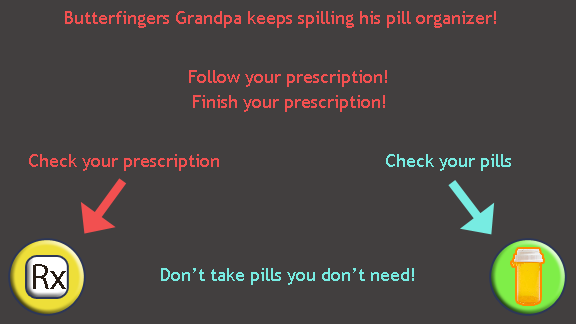 Butterfingers Grandpa keeps spilling his pill organizer!
Follow your prescription!
Finish your prescription!
Check your prescription
Check your pills
Rx
Don't take pills you don't need!